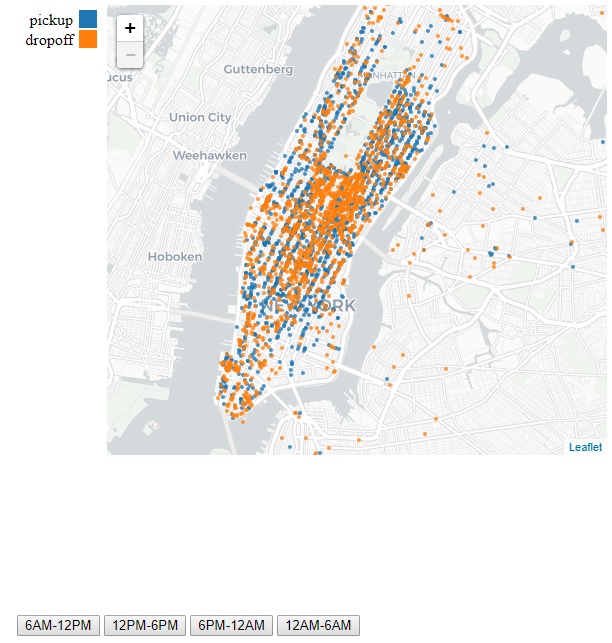 pickup
dropoff
+
−
ucus
Guttenberg
MANHATTAN
Union City
Weehawken
Hoboken
NEW YORK
Leaflet
6AM-12PM
12PM-6PM
6PM-12AM
12AM-6AM